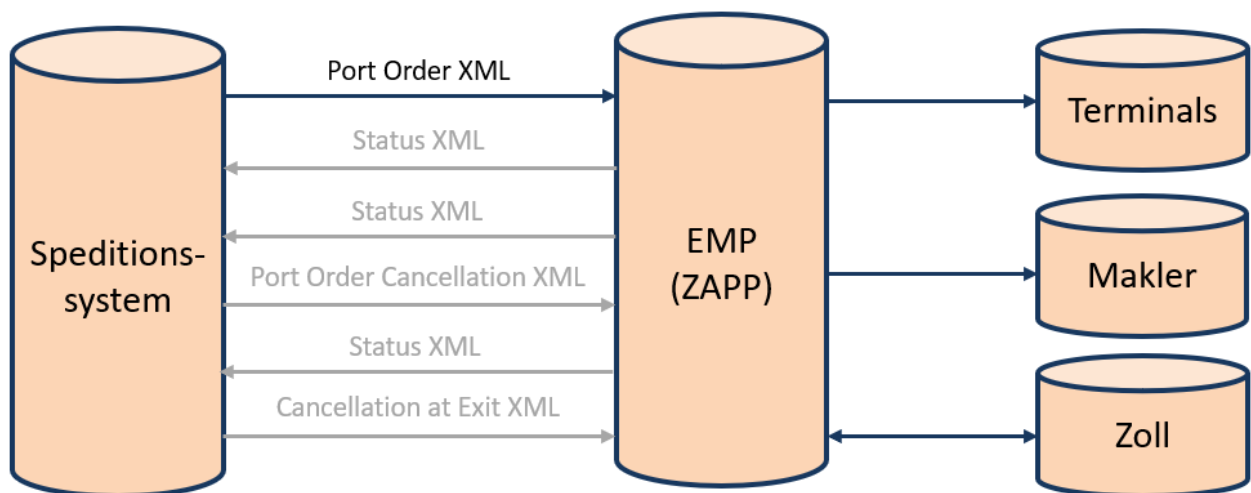 Port Order XML
Status XML
Status XML
Port Order Cancellation XML
Status XML
Cancellation at Exit XML
Speditions-
system
EMP
(ZAPP)
Terminals
Makler
Zoll